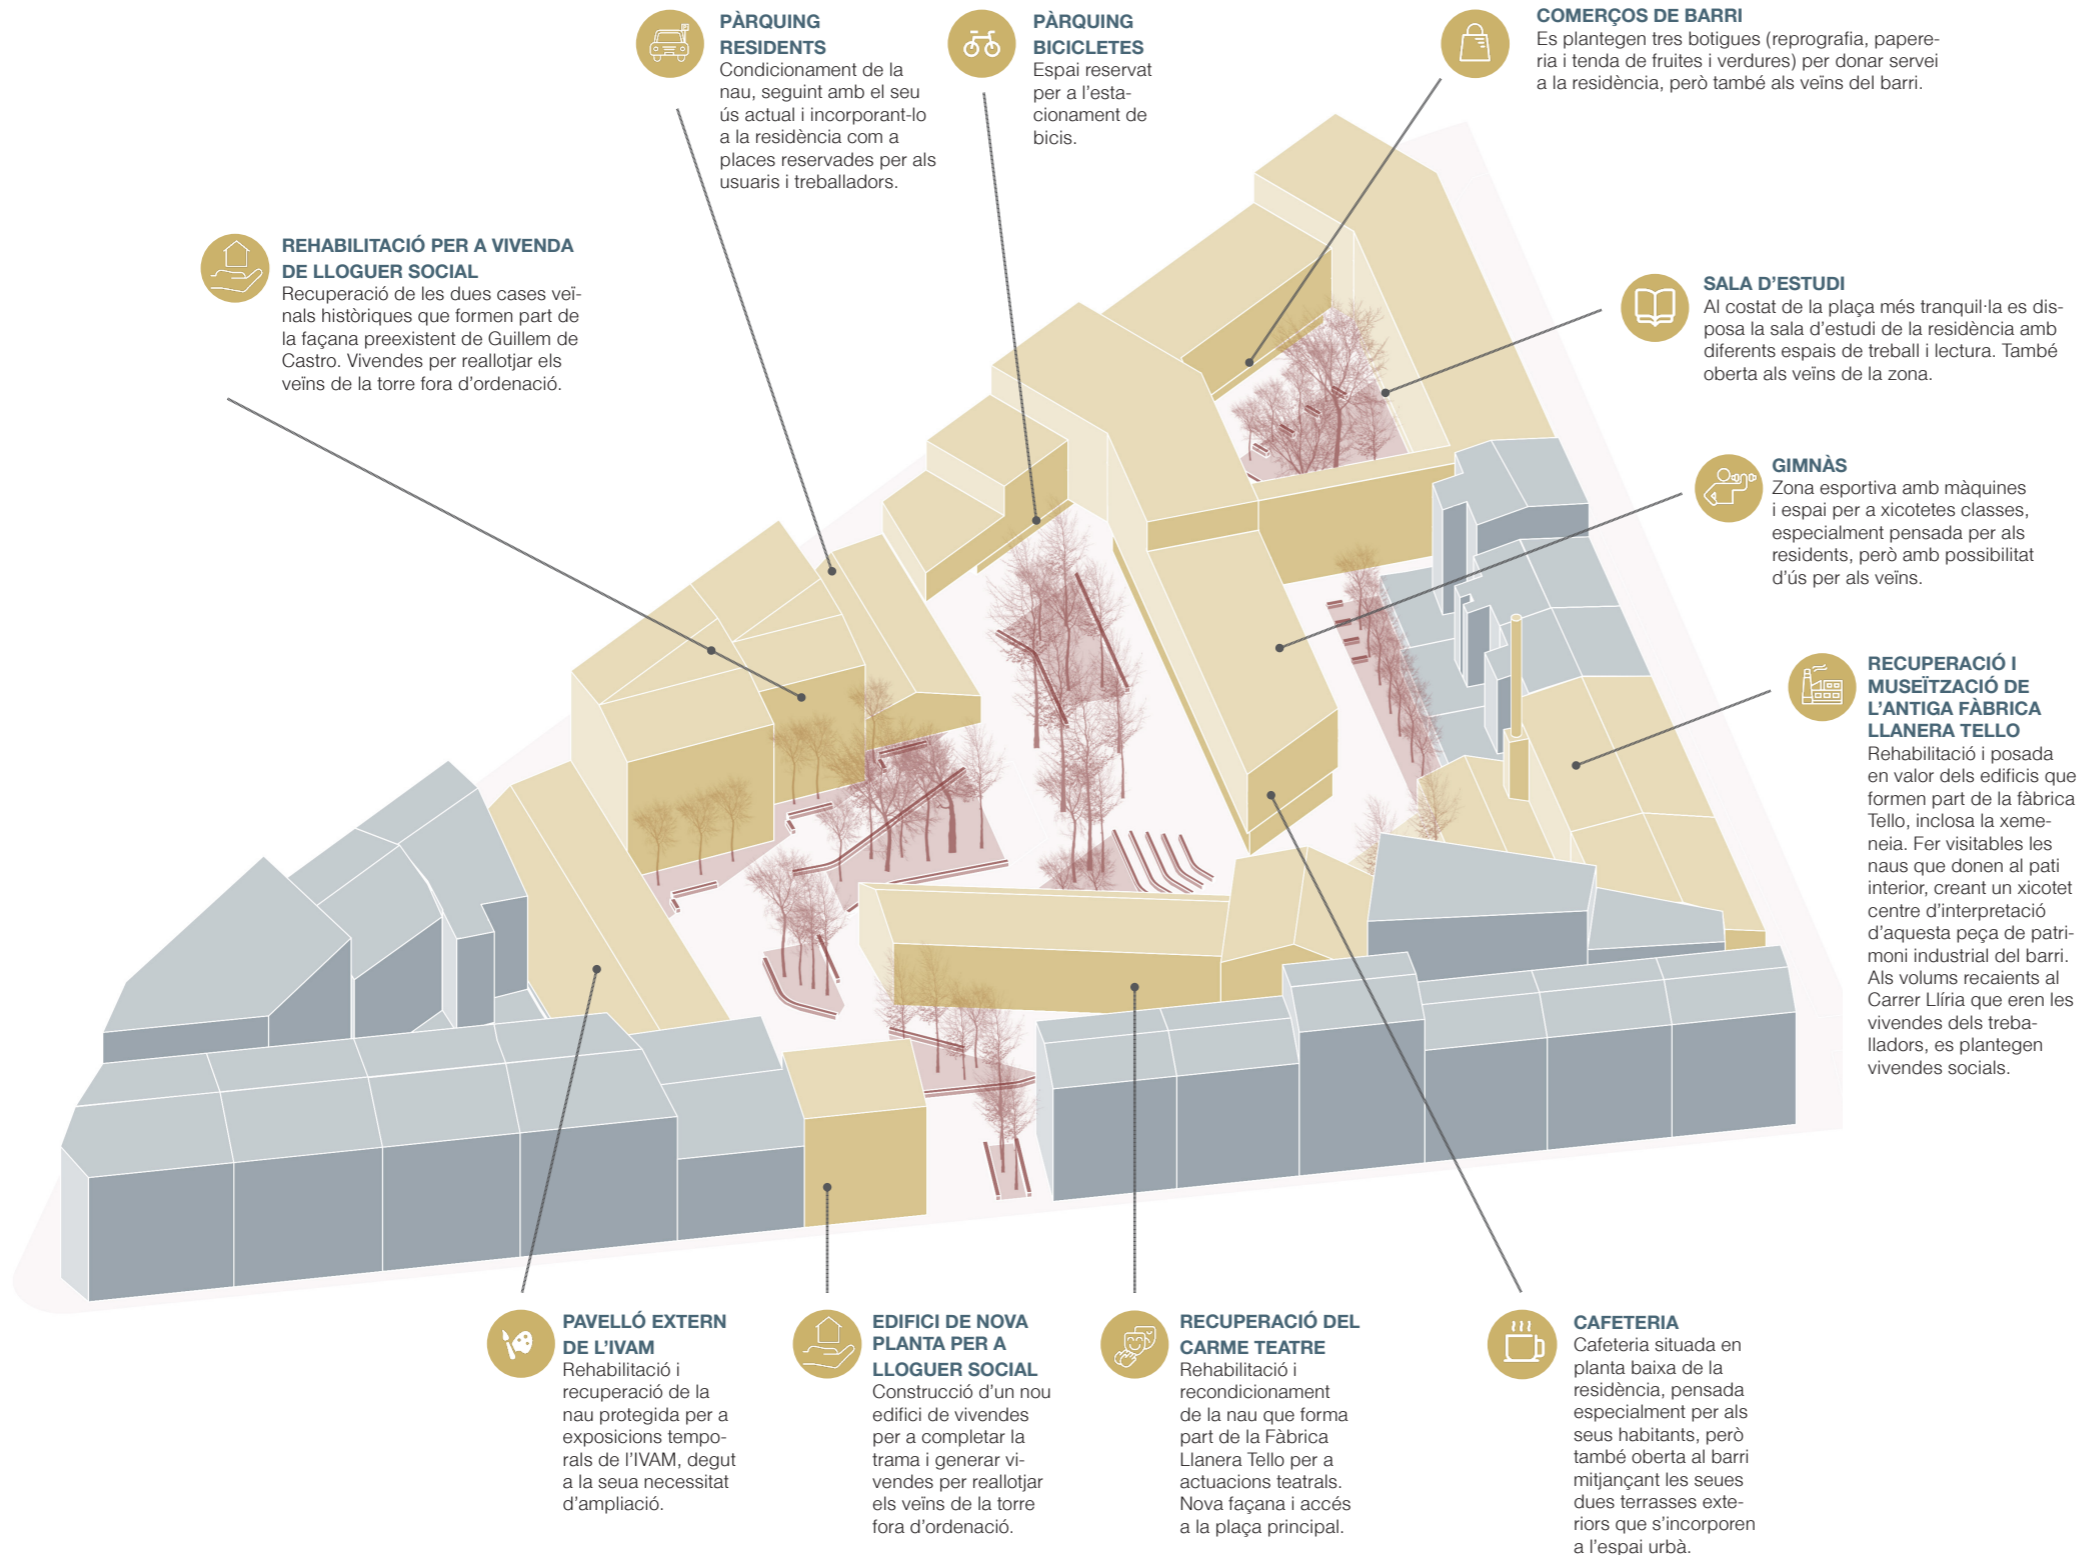 PÀRQUING
RESIDENTS
Condicionament de la
nau, seguint amb el seu
ús actual i incorporant-lo
a la residència com a
places reservades per als
usuaris i treballadors.
PÀRQUING
BICICLETES
Espai reservat
per a l'esta-
cionament de
bicis.
COMERÇOS DE BARRI
Es plantegen tres botigues (reprografia, papere-
ria i tenda de fruites i verdures) per donar servei
a la residència, però també als veïns del barri.
REHABILITACIÓ PER A VIVENDA
DE LLOGUER SOCIAL
Recuperació de les dues cases veï-
nals històriques que formen part de
la façana preexistent de Guillem de
Castro. Vivendes per reallotjar els
veïns de la torre fora d'ordenació.
SALA D'ESTUDI
Al costat de la plaça més tranquil·la es dis-
posa la sala d'estudi de la residència amb
diferents espais de treball i lectura. També
oberta als veïns de la zona.
GIMNÀS
Zona esportiva amb màquines
i espai per a xicotetes classes,
especialment pensada per als
residents, però amb possibilitat
d'ús per als veïns.
RECUPERACIÓ I
MUSEÏTZACIÓ DE
L'ANTIGA FÀBRICA
LLANERA TELLO
Rehabilitació i posada
en valor dels edificis que
formen part de la fàbrica
Tello, inclosa la xeme-
neia. Fer visitables les
naus que donen al pati
interior, creant un xicotet
centre d'interpretació
d'aquesta peça de patri-
moni industrial del barri.
Als volums recaients al
Carrer Llíria que eren les
vivendes dels treba-
lladors, es plantegen
vivendes socials.
PAVELLÓ EXTERN
DE L'IVAM
Rehabilitació i
recuperació de la
nau protegida per a
exposicions tempo-
rals de l'IVAM, degut
a la seua necessitat
d'ampliació.
EDIFICI DE NOVA
PLANTA PER A
LLOGUER SOCIAL
Construcció d'un nou
edifici de vivendes
per a completar la
trama i generar vi-
vendes per reallotjar
els veïns de la torre
fora d'ordenació.
RECUPERACIÓ DEL
CARME TEATRE
Rehabilitació i
recondicionament
de la nau que forma
part de la Fàbrica
Llanera Tello per a
actuacions teatrals.
Nova façana i accés
a la plaça principal.
CAFETERIA
Cafeteria situada en
planta baixa de la
residència, pensada
especialment per als
seus habitants, però
també oberta al barri
mitjançant les seues
dues terrasses exte-
riors que s'incorporen
a l'espai urbà.